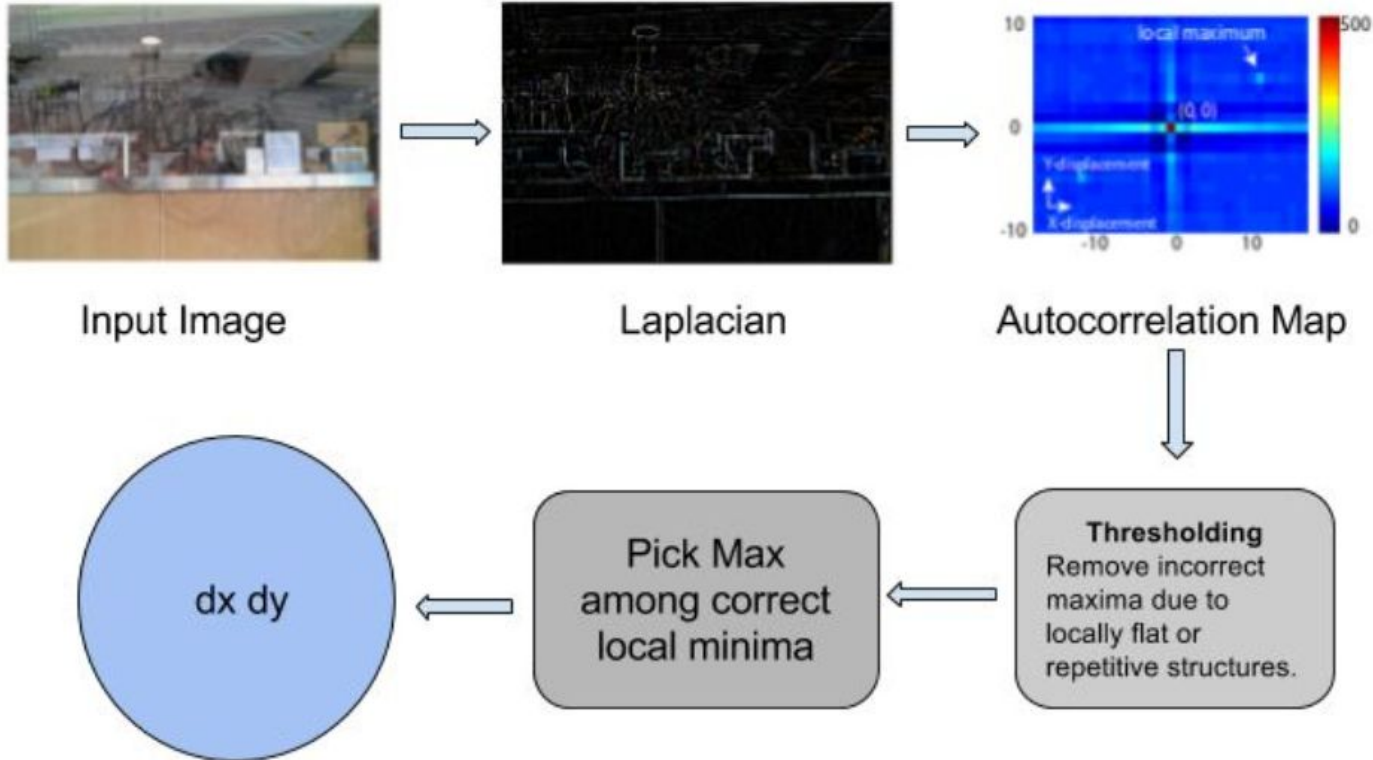 10
local maximum
500
(0, 0)
0
Y-displacement
X-displacement
-10
0
-10
0
10
Input Image
Laplacian
Autocorrelation Map
Thresholding
Remove incorrect
maxima due to
locally flat or
repetitive structures.
Pick Max
among correct
local minima
dx dy